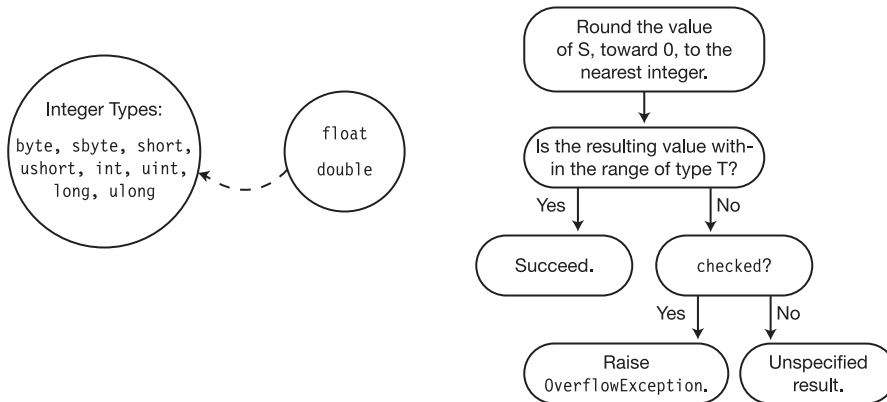 Integer Types:
byte, sbyte, short,
ushort, int, uint,
long, ulong
float
double
Round the value
of S, toward 0, to the
nearest integer.
Is the resulting value with-
in the range of type T?
Yes
No
Succeed.
checked?
Yes
No
Raise
OverflowException.
Unspecified
result.